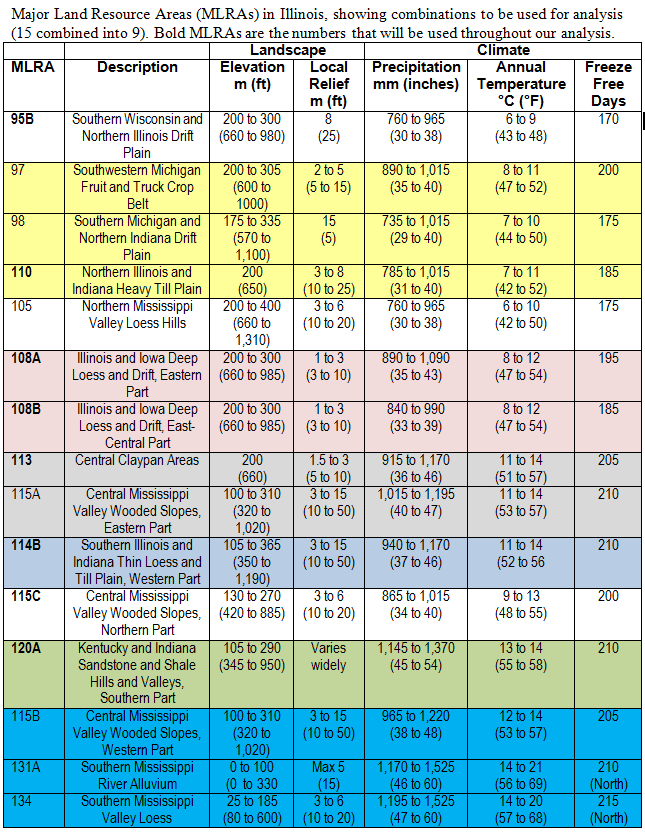 Major Land Resource Areas (MLRAs) in Illinois, showing combinations to be used for analysis
(15 combined into 9). Bold MLRAs are the numbers that will be used throughout our analysis.
Landscape Climate
MLRA Description Elevation Local Precipitation Annual Freeze
m (ft) Relief mm (inches) Temperature Free
m (ft) °C (°F) Days
95B Southern Wisconsin and 200 to 300 8 760 to 965 6 to 9 170
Northern Illinois Drift (660 to 980) (25) (30 to 38) (43 to 48)
Plain
97 Southwestern Michigan 200 to 305 2 to 5 890 to 1,015 8 to 11 200
Fruit and Truck Crop (600 to (5 to 15) (35 to 40) (47 to 52)
Belt 1000)
98 Southern Michigan and 175 to 335 15 735 to 1,015 7 to 10 175
Northern Indiana Drift (570 to (5) (29 to 40) (44 to 50)
Plain 1,100)
110 Northern Illinois and 200 3 to 8 785 to 1,015 7 to 11 185
Indiana Heavy Till Plain (650) (10 to 25) (31 to 40) (42 to 52)
105 Northern Mississippi 200 to 400 3 to 6 760 to 965 6 to 10 175
Valley Loess Hills (660 to (10 to 20) (30 to 38) (42 to 50)
1,310)
108A Illinois and Iowa Deep 200 to 300 1 to 3 890 to 1,090 8 to 12 195
Loess and Drift, Eastern (660 to 985) (3 to 10) (35 to 43) (47 to 54)
Part
108B Illinois and Iowa Deep 200 to 300 1 to 3 840 to 990 8 to 12 185
Loess and Drift, East- (660 to 985) (3 to 10) (33 to 39) (47 to 54)
Central Part
113 Central Claypan Areas 200 1.5 to 3 915 to 1,170 11 to 14 205
(660) (5 to 10) (36 to 46) (51 to 57)
115A Central Mississippi 100 to 310 3 to 15 1,015 to 1,195 11 to 14 210
Valley Wooded Slopes, (320 to (10 to 50) (40 to 47) (53 to 57)
Eastern Part 1,020)
114B Southern Illinois and 105 to 365 3 to 15 940 to 1,170 11 to 14 210
Indiana Thin Loess and (350 to (10 to 50) (37 to 46) (52 to 56
Till Plain, Western Part 1,190)
115C Central Mississippi 130 to 270 3 to 6 865 to 1,015 9 to 13 200
Valley Wooded Slopes, (420 to 885) (10 to 20) (34 to 40) (48 to 55)
Northern Part
120A Kentucky and Indiana 105 to 290 Varies 1,145 to 1,370 13 to 14 210
Sandstone and Shale (345 to 950) widely (45 to 54) (55 to 58)
Hills and Valleys,
Southern Part
115B Central Mississippi 100 to 310 3 to 15 965 to 1,220 12 to 14 205
Valley Wooded Slopes, (320 to (10 to 50) (38 to 48) (53 to 57)
Western Part 1,020)
131A Southern Mississippi 0 to 100 Max 5 1,170 to 1,525 14 to 21 210
River Alluvium (0 to 330 (15) (46 to 60) (56 to 69) (North)
134 Southern Mississippi 25 to 185 3 to 6 1,195 to 1,525 14 to 20 215
Valley Loess (80 to 600) (10 to 20) (47 to 60) (57 to 68) (North)